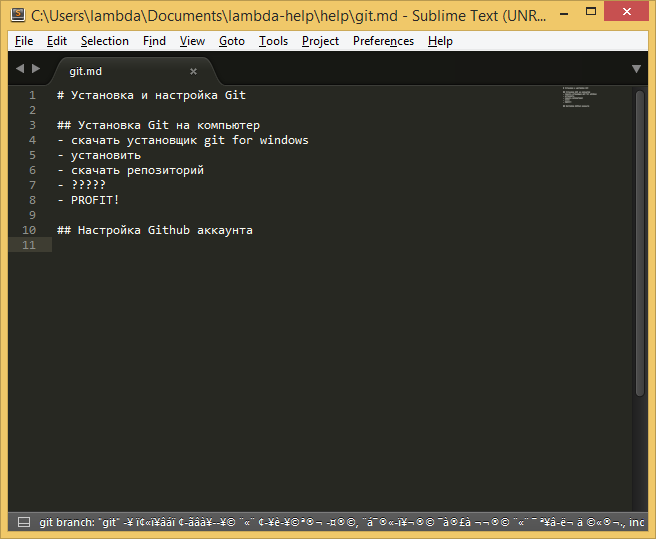 C:\Users\lambda\Documents\lambda-help\help\git.md - Sublime Text (UNR...
File Edit Selection Find View Goto Tools Project Preferences Help
git.md
1 # Установка и настройка Git
2
3 ## Установка Git на компьютер
4 - скачать установщик git for windows
5 - установить
6 - скачать репозиторий
7 - ?????
8 - PROFIT!
9
10 ## Настройка Github аккаунта
11
git branch: "git"